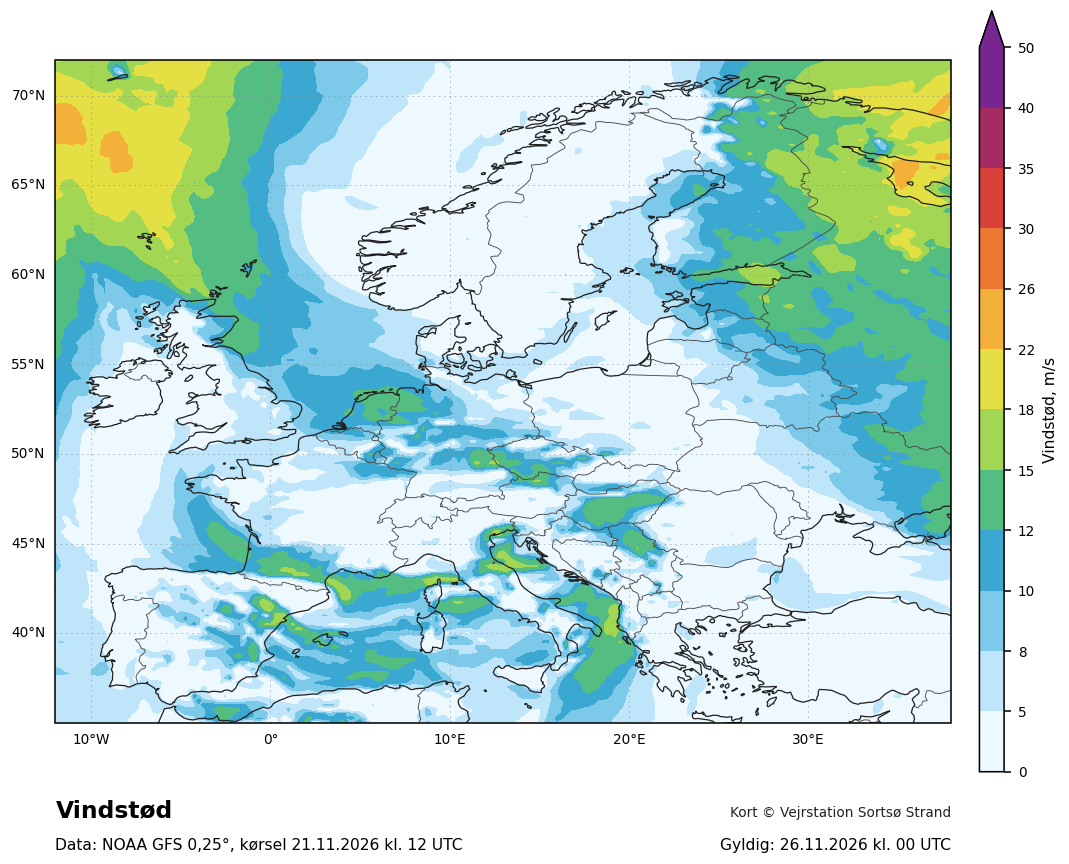 70°N
65°N
60°N
55°N
50°N
45°N
40°N
10°W
0°
10°E
20°E
30°E
50
40
35
30
26
22
18
15
12
10
8
5
0
Vindstød, m/s
Vindstød
Kort © Vejrstation Sortsø Strand
Data: NOAA GFS 0,25°, kørsel 21.11.2026 kl. 12 UTC
Gyldig: 26.11.2026 kl. 00 UTC